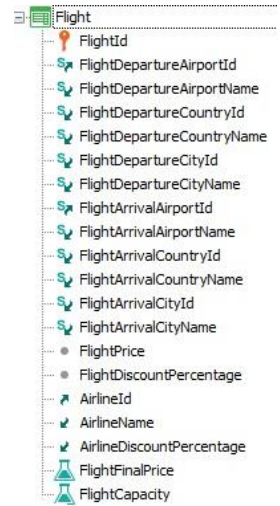 Flight
FlightId
FlightDepartureAirportId
FlightDepartureAirportName
FlightDepartureCountryId
FlightDepartureCountryName
FlightDepartureCityId
FlightDepartureCityName
FlightArrivalAirportId
FlightArrivalAirportName
FlightArrivalCountryId
FlightArrivalCountryName
FlightArrivalCityId
FlightArrivalCityName
FlightPrice
FlightDiscountPercentage
AirlineId
AirlineName
AirlineDiscountPercentage
FlightFinalPrice
FlightCapacity